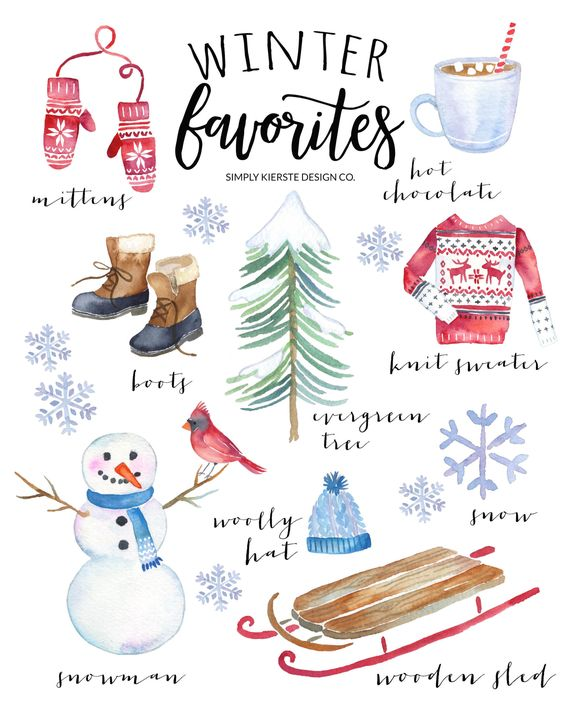 WINTER
favorites
SIMPLY KIERSTE DESIGN CO.
mittens
hot
chocolate
boots
knit sweater
evergreen
tree
woolly
hat
snow
snowman
wooden sled